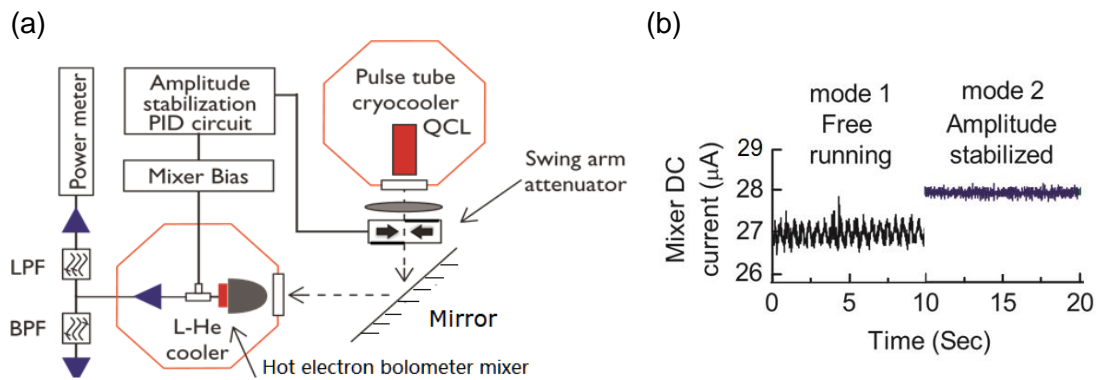 (a)
Power meter
Amplitude
stabilization
PID circuit
Mixer Bias
Pulse tube
cryocooler
QCL
Swing arm
attenuator
LPF
BPF
L-He
cooler
Mirror
Hot electron bolometer mixer
(b)
mode 1
Free
running
mode 2
Amplitude
stabilized
Mixer DC
current (μA)
29
28
27
26
0
5
10
15
20
Time (Sec)